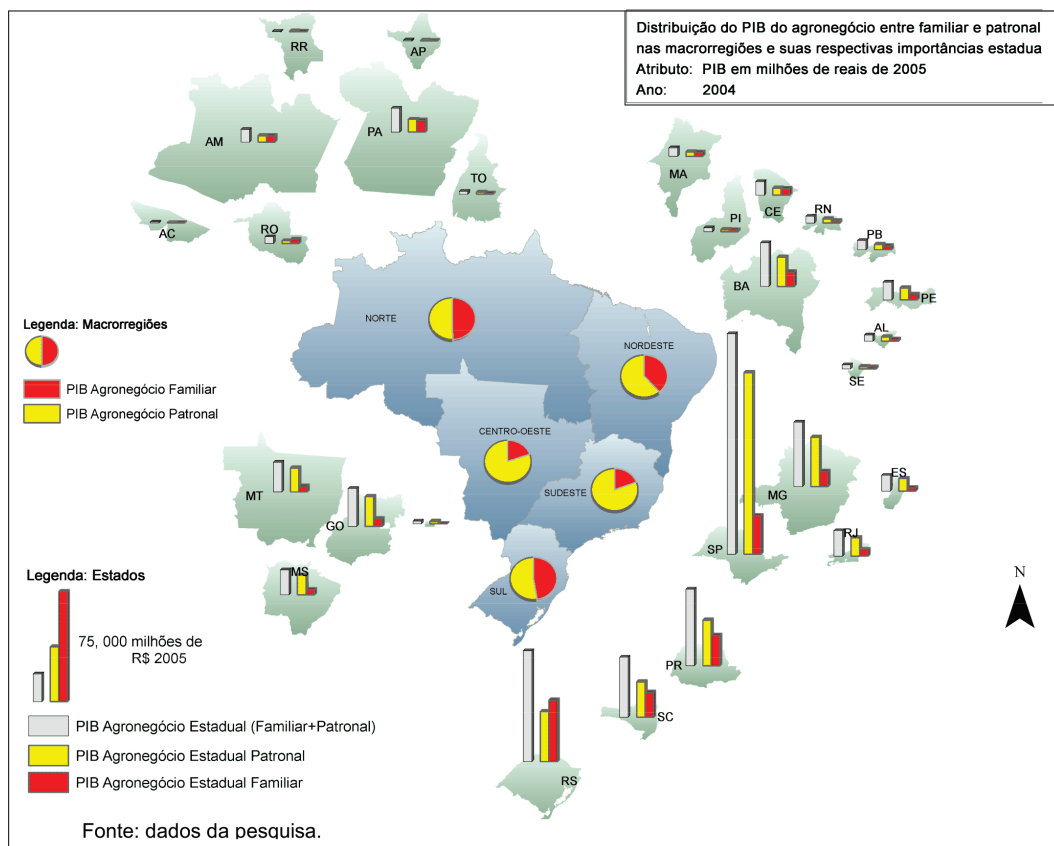 Distribuição do PIB do agronegócio entre familiar e patronal
nas macrorregiões e suas respectivas importâncias estadua
Atributo: PIB em milhões de reais de 2005
Ano: 2004
RR
AP
AM
PA
TO
AC
RO
MA
PI
CE
RN
PB
BA
PE
AL
SE
NORTE
NORDESTE
CENTRO-OESTE
SUDESTE
SUL
Legenda: Macrorregiões
PIB Agronegócio Familiar
PIB Agronegócio Patronal
MT
GO
MS
MG
ES
SP
RJ
PR
SC
RS
N
Legenda: Estados
75, 000 milhões de
R$ 2005
PIB Agronegócio Estadual (Familiar+Patronal)
PIB Agronegócio Estadual Patronal
PIB Agronegócio Estadual Familiar
Fonte: dados da pesquisa.